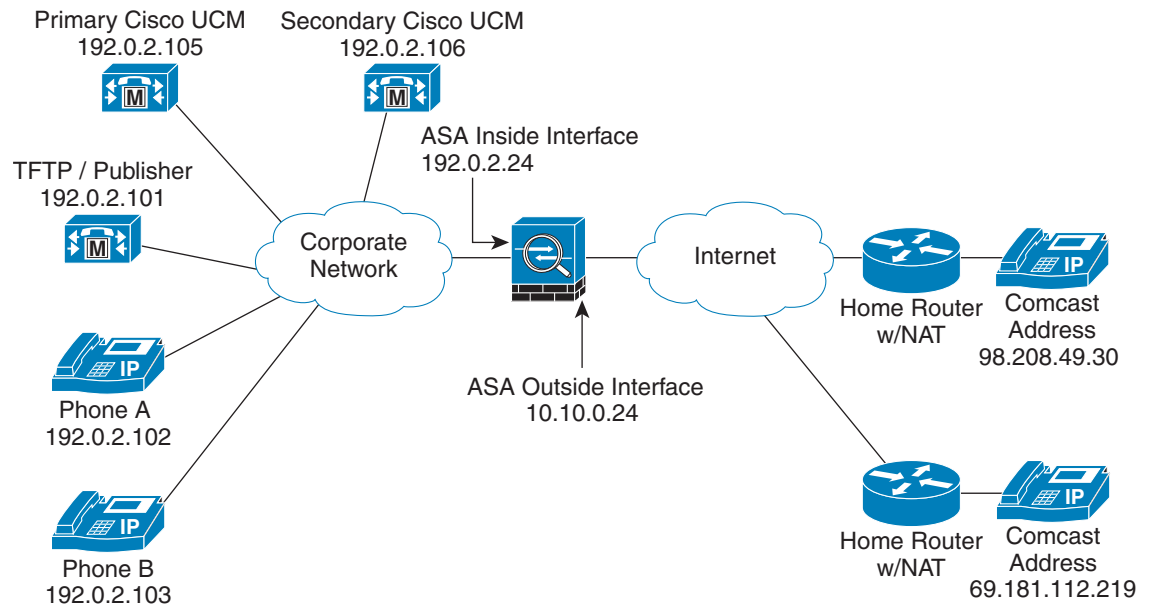 Primary Cisco UCM
192.0.2.105
Secondary Cisco UCM
192.0.2.106
M
M
ASA Inside Interface
192.0.2.24
TFTP / Publisher
192.0.2.101
M
Corporate
Network
Internet
IP
Home Router
w/NAT
Comcast
Address
98.208.49.30
IP
Phone A
192.0.2.102
ASA Outside Interface
10.10.0.24
IP
Phone B
192.0.2.103
IP
Home Router
w/NAT
Comcast
Address
69.181.112.219